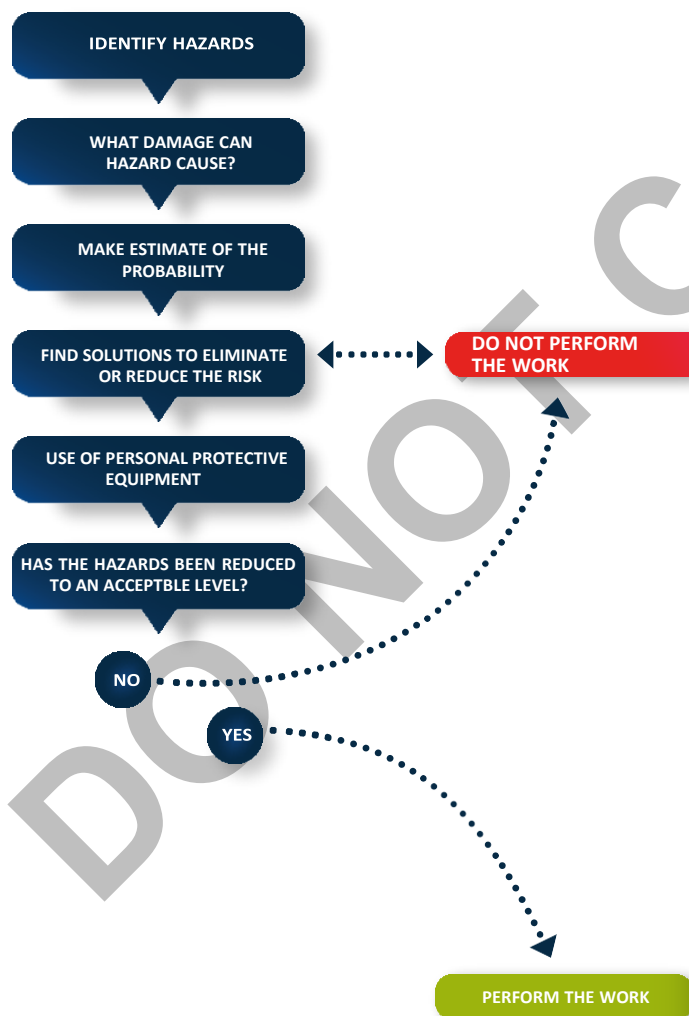 IDENTIFY HAZARDS
WHAT DAMAGE CAN
HAZARD CAUSE?
MAKE ESTIMATE OF THE
PROBABILITY
FIND SOLUTIONS TO ELIMINATE
OR REDUCE THE RISK
DO NOT PERFORM
THE WORK
USE OF PERSONAL PROTECTIVE
EQUIPMENT
HAS THE HAZARDS BEEN REDUCED
TO AN ACCEPTBLE LEVEL?
NO
YES
PERFORM THE WORK
DO NOT C